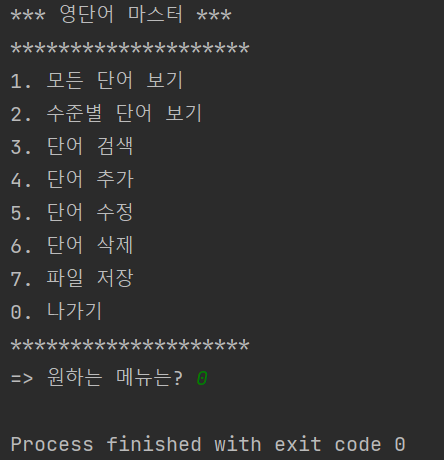 *** 영단어 마스터 ***
********************
1. 모든 단어 보기
2. 수준별 단어 보기
3. 단어 검색
4. 단어 추가
5. 단어 수정
6. 단어 삭제
7. 파일 저장
0. 나가기
********************
=> 원하는 메뉴는? 0
Process finished with exit code 0